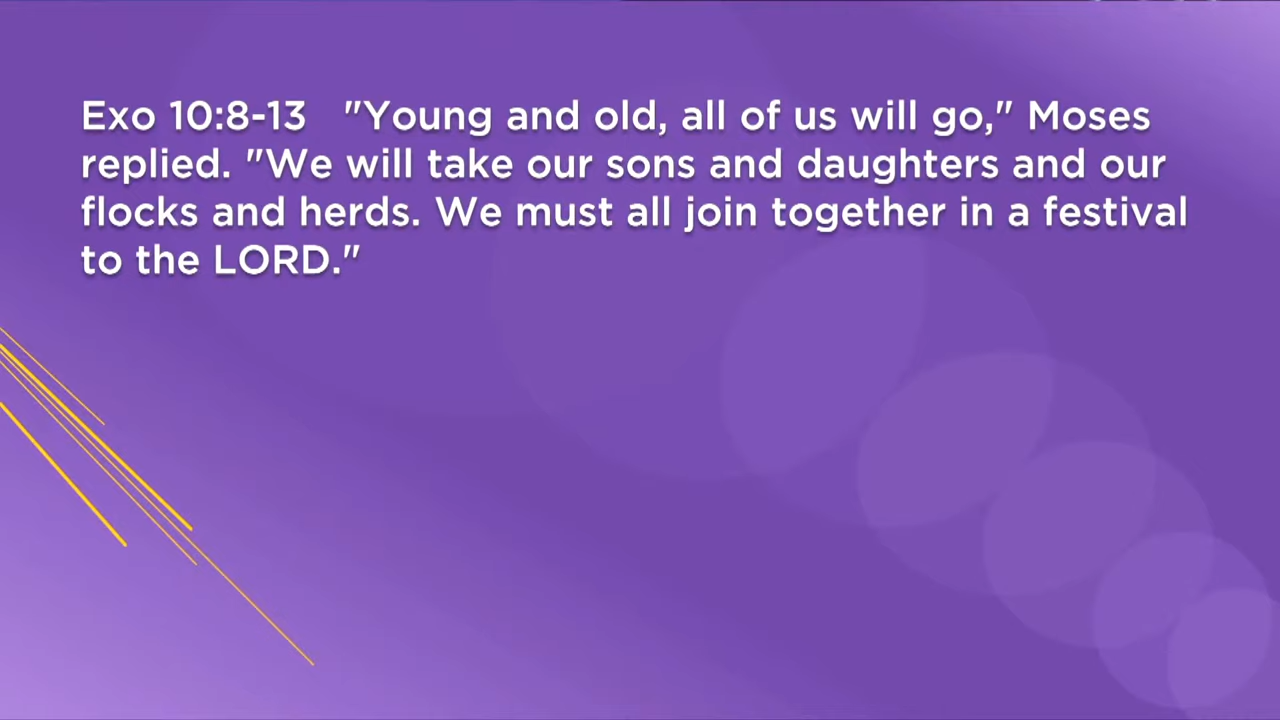 Exo 10:8-13   "Young and old, all of us will go," Moses
replied. "We will take our sons and daughters and our
flocks and herds. We must all join together in a festival
to the LORD."